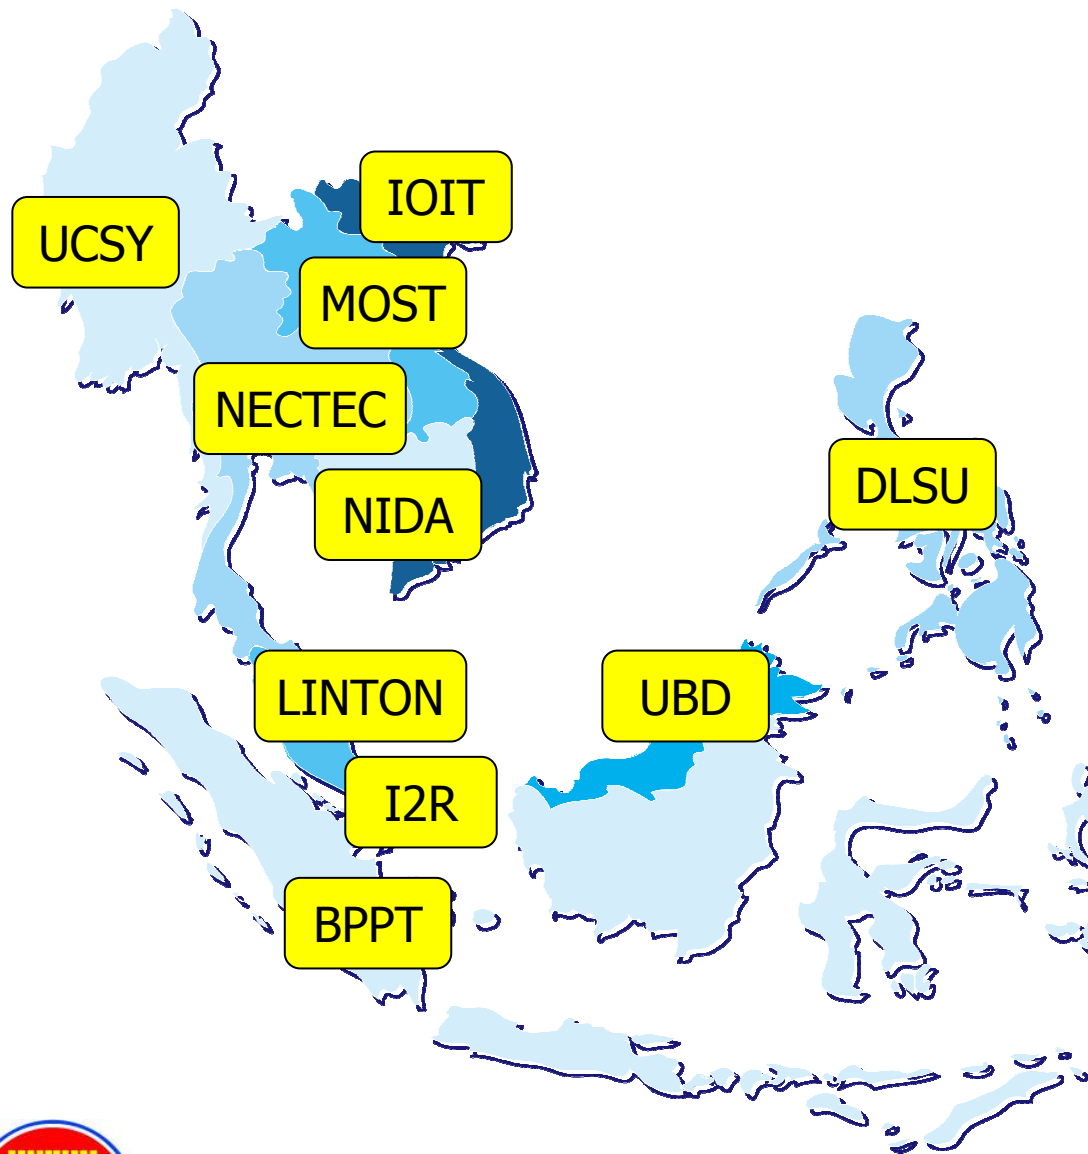 IOIT
UCSY
MOST
NECTEC
DLSU
NIDA
LINTON
UBD
I2R
BPPT